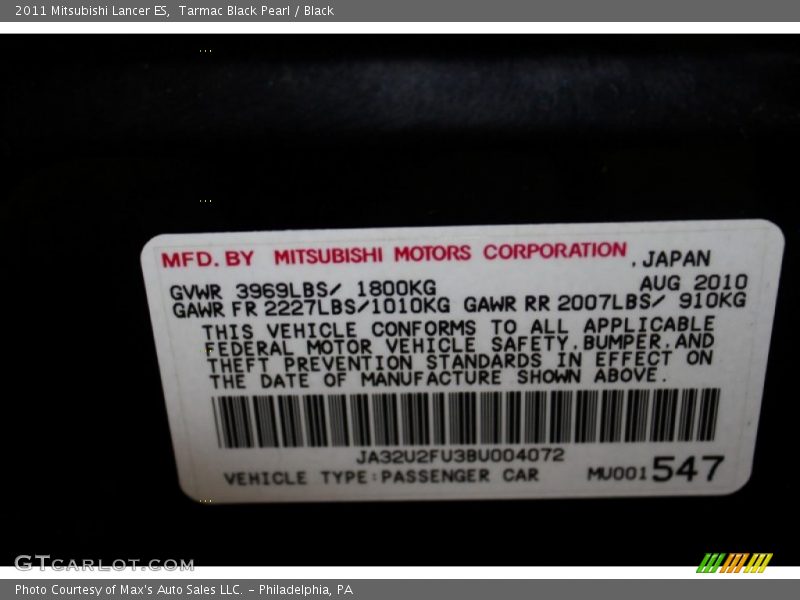 2011 Mitsubishi Lancer ES, Tarmac Black Pearl / Black
MFD. BY MITSUBISHI MOTORS CORPORATION , JAPAN
GVWR 3969LBS/ 1800KG AUG 2010
GAWR FR 2227LBS/1010KG GAWR RR 2007LBS/ 910KG
THIS VEHICLE CONFORMS TO ALL APPLICABLE
FEDERAL MOTOR VEHICLE SAFETY,BUMPER,AND
THEFT PREVENTION STANDARDS IN EFFECT ON
THE DATE OF MANUFACTURE SHOWN ABOVE.
JA32U2FU3BU004072
VEHICLE TYPE:PASSENGER CAR MU001 547
GTCARLOT.COM
Photo Courtesy of Max's Auto Sales LLC. - Philadelphia, PA